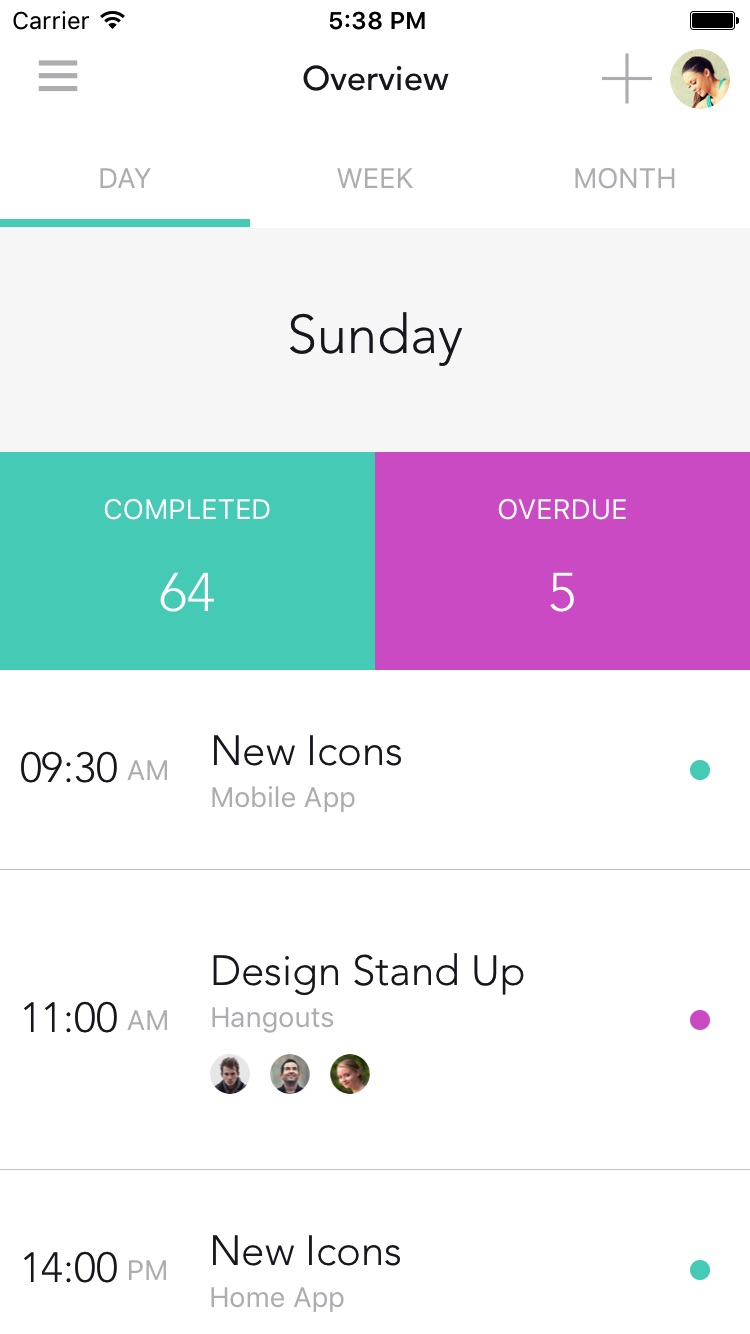 Carrier 5:38 PM
Overview
DAY WEEK MONTH
Sunday
COMPLETED OVERDUE
64 5
09:30 AM New Icons
Mobile App
Design Stand Up
11:00 AM Hangouts
14:00 PM New Icons
Home App